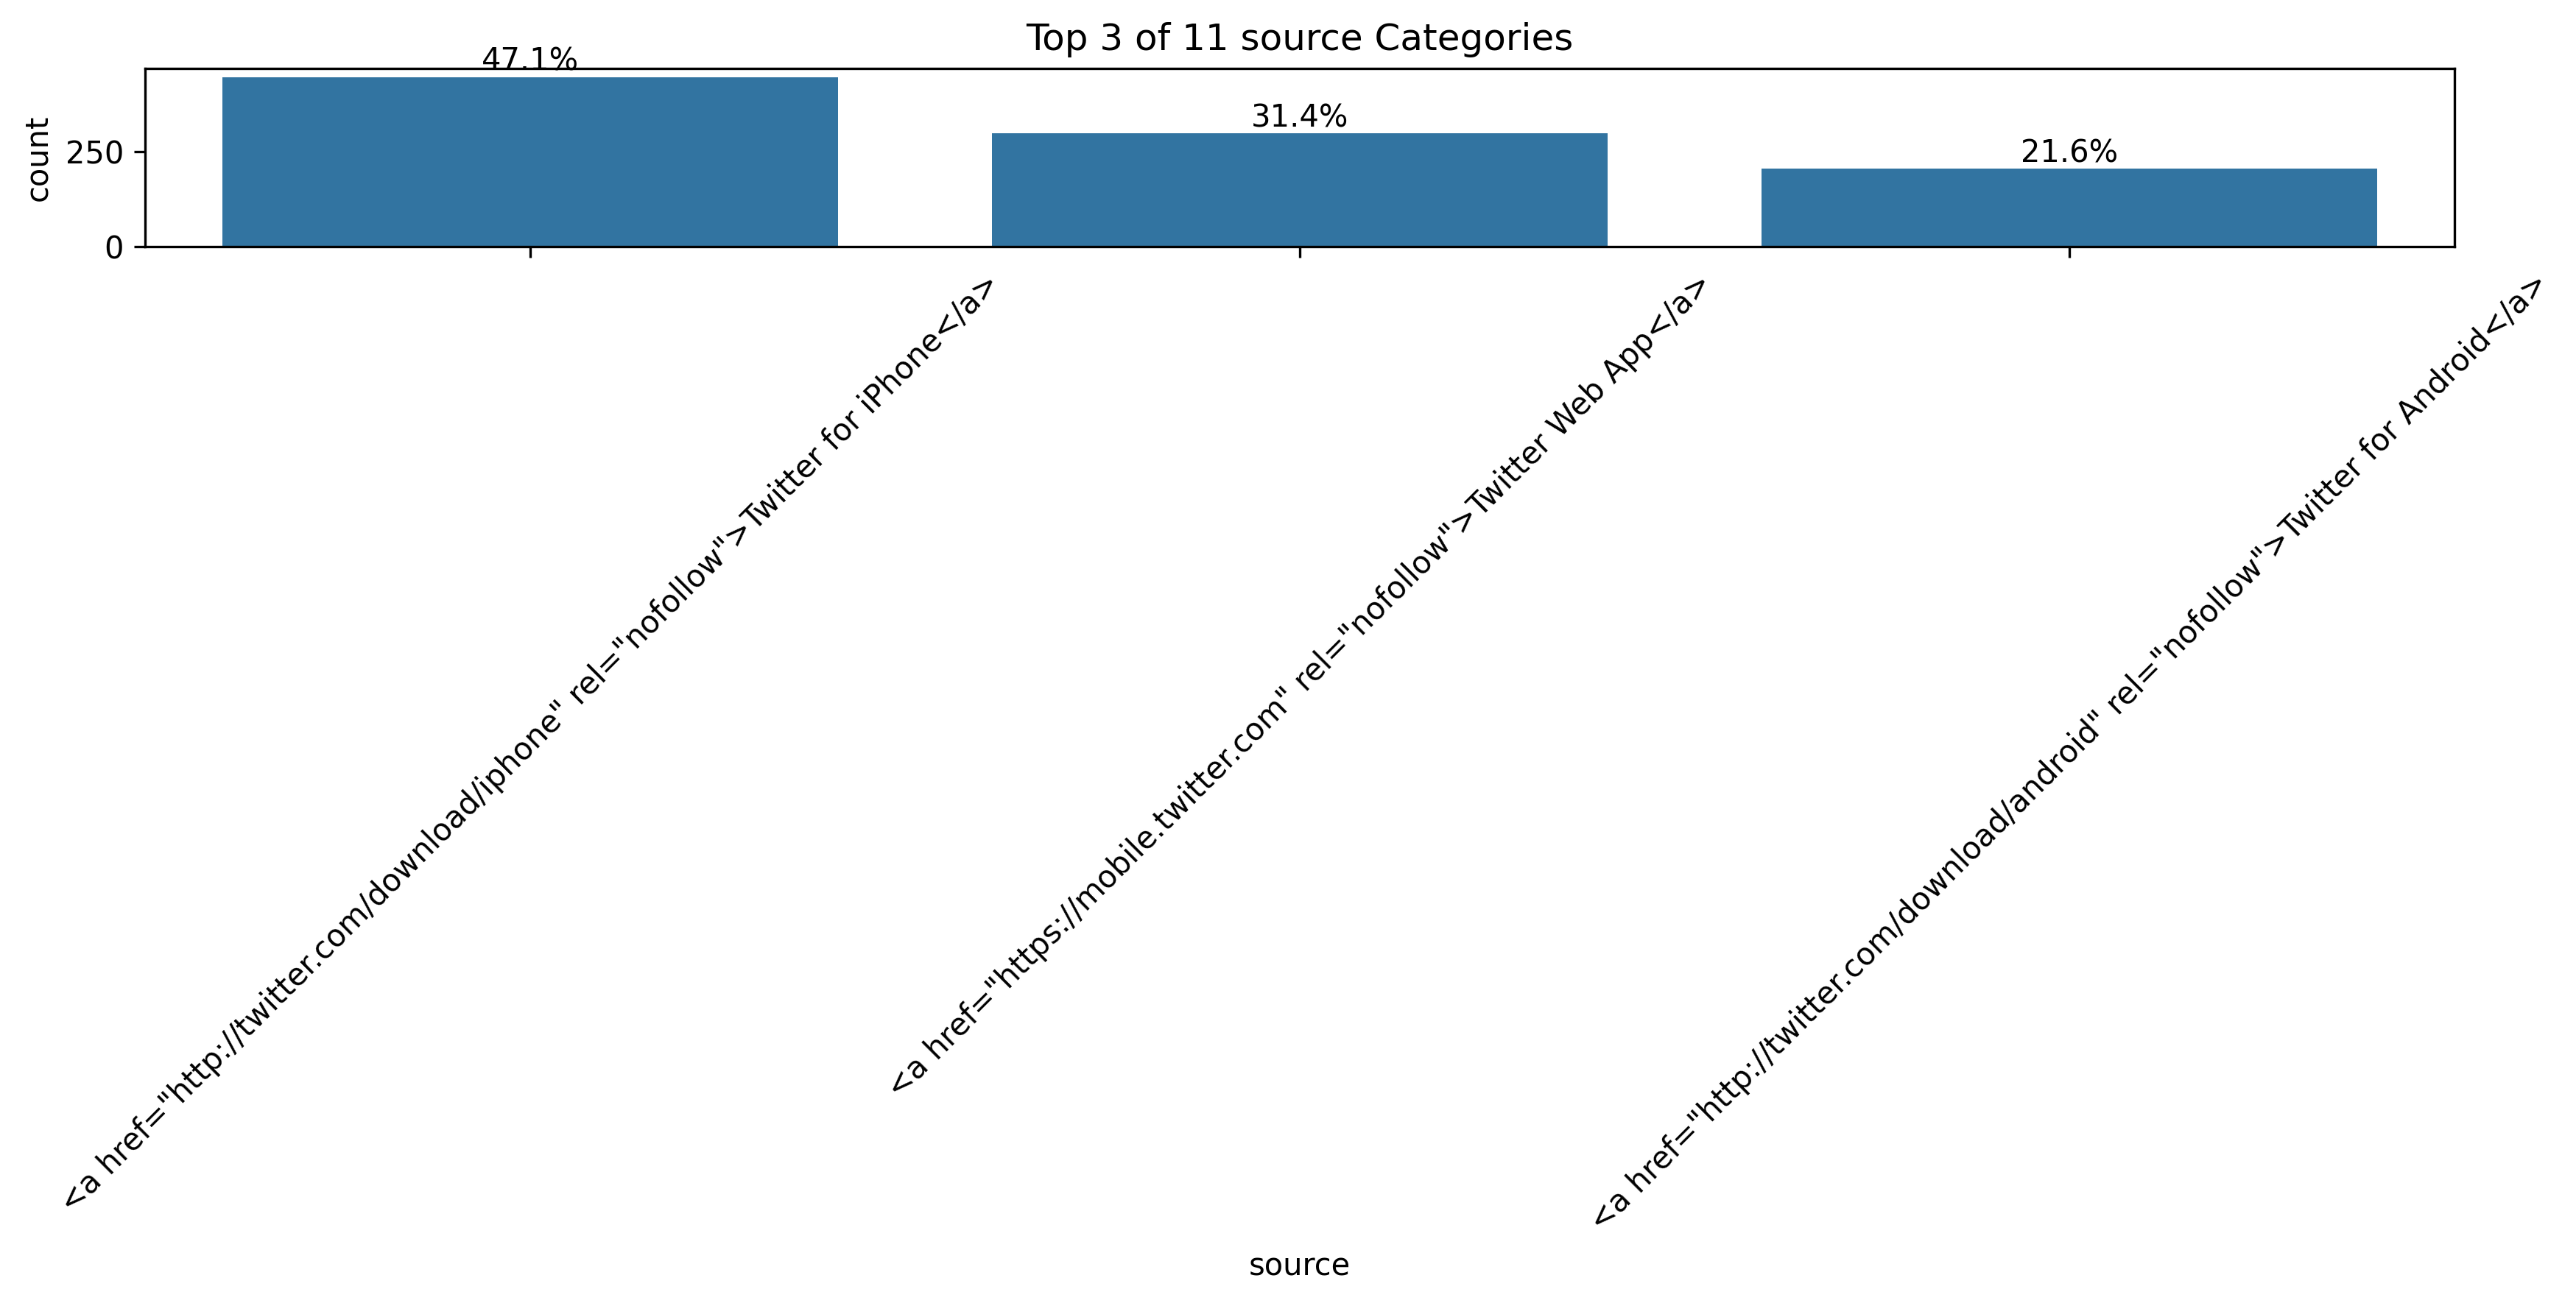 Top 3 of 11 source Categories
47.1%
31.4%
21.6%
count
250
0
<a href="http://twitter.com/download/iphone" rel="nofollow">Twitter for iPhone</a>
<a href="https://mobile.twitter.com" rel="nofollow">Twitter Web App</a>
<a href="http://twitter.com/download/android" rel="nofollow">Twitter for Android</a>
source